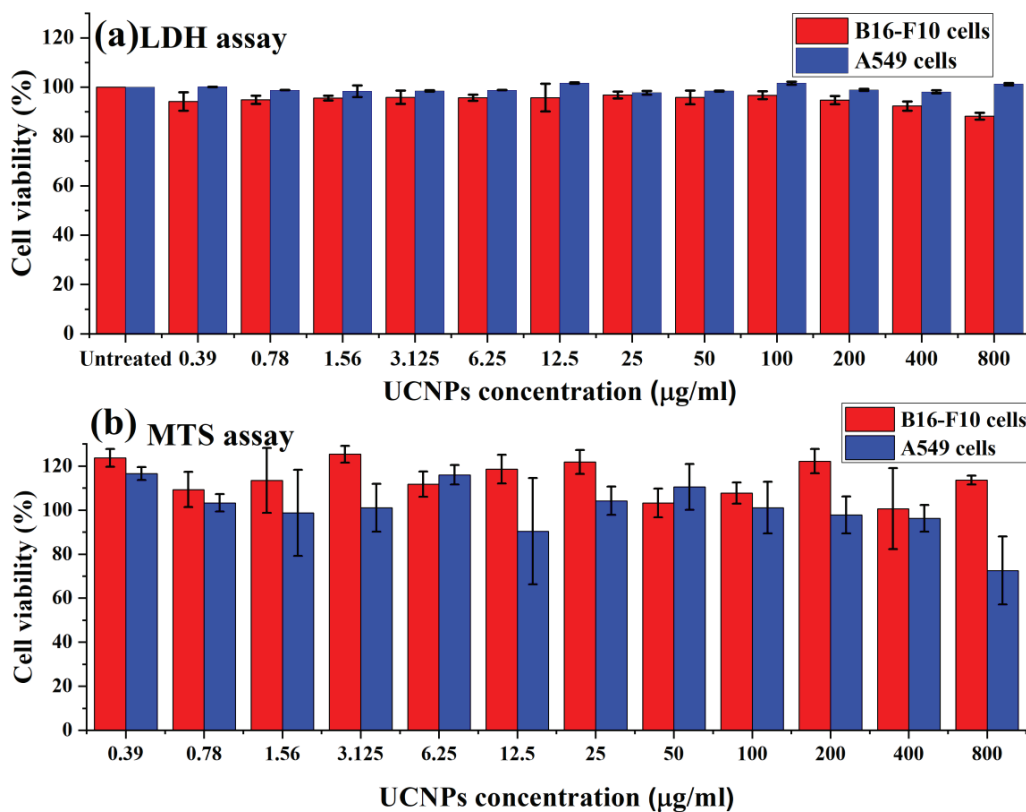 (a) LDH assay
B16-F10 cells
A549 cells
Cell viability (%)
120
100
80
60
40
20
0
Untreated 0.39 0.78 1.56 3.125 6.25 12.5 25 50 100 200 400 800
UCNPs concentration (μg/ml)
(b) MTS assay
B16-F10 cells
A549 cells
Cell viability (%)
120
100
80
60
40
20
0
0.39 0.78 1.56 3.125 6.25 12.5 25 50 100 200 400 800
UCNPs concentration (μg/ml)